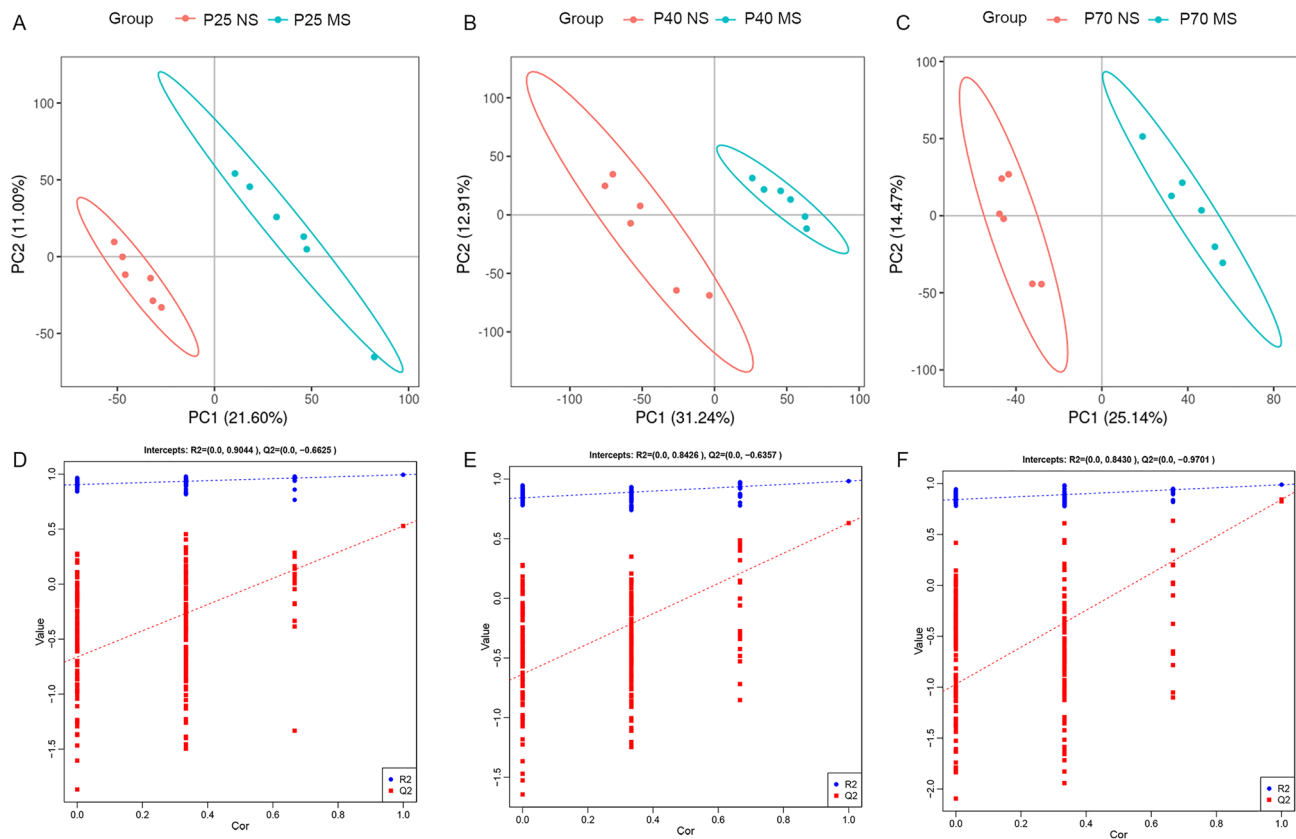 A Group P25 NS P25 MS
100
50
0
-50
PC2 (11.00%)
-50 0 50 100
PC1 (21.60%)
B Group P40 NS P40 MS
100
50
0
-50
-100
PC2 (12.91%)
-100 -50 0 50 100
PC1 (31.24%)
C Group P70 NS P70 MS
100
50
0
-50
-100
PC2 (14.47%)
-40 0 40 80
PC1 (25.14%)
D
Intercepts: R2=(0.0, 0.9044 ), Q2=(0.0, −0.6625)
1.0
0.5
0.0
−0.5
−1.0
−1.5
Value
R2
Q2
0.0 0.2 0.4 0.6 0.8 1.0
Cor
E
Intercepts: R2=(0.0, 0.8426 ), Q2=(0.0, −0.6357 )
1.0
0.5
0.0
−0.5
−1.0
−1.5
Value
R2
Q2
0.0 0.2 0.4 0.6 0.8 1.0
Cor
F
Intercepts: R2=(0.0, 0.8430 ), Q2=(0.0, −0.9701 )
1.0
0.5
0.0
−0.5
−1.0
−1.5
−2.0
Value
R2
Q2
0.0 0.2 0.4 0.6 0.8 1.0
Cor